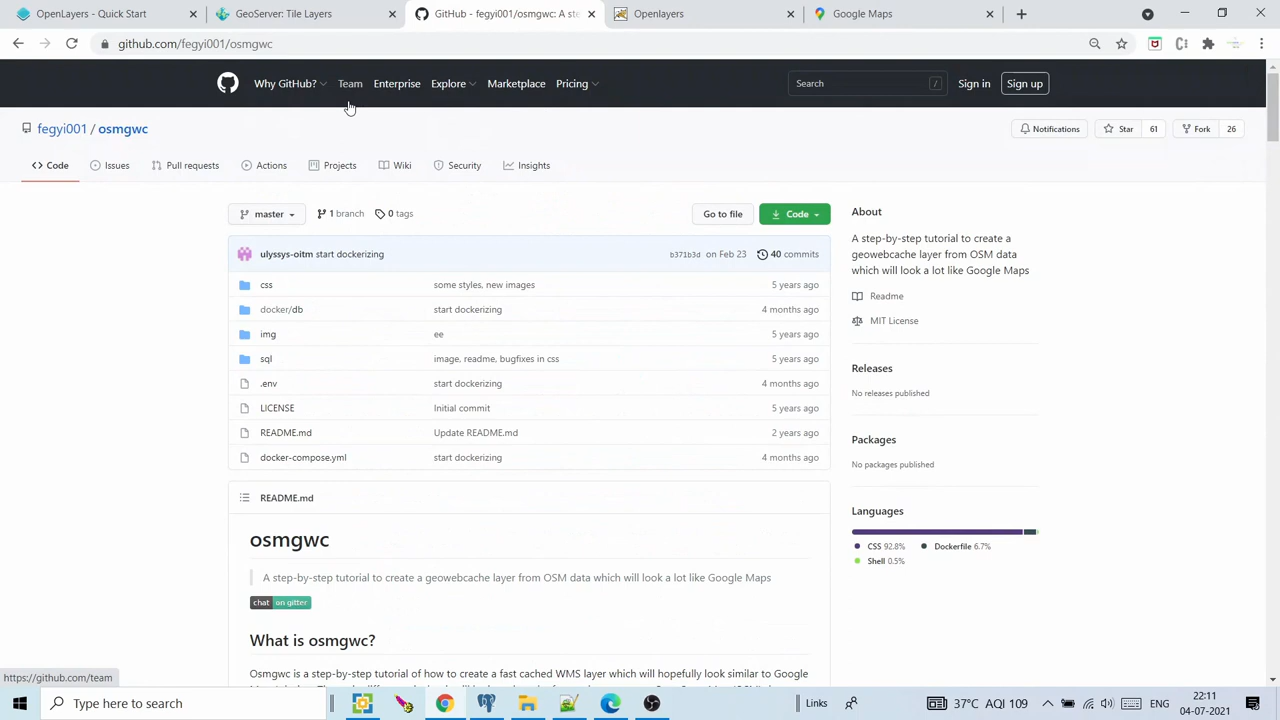 OpenLayers - Quick Start
GeoServer: Tile Layers
GitHub - fegyi001/osmgwc: A ste
Openlayers
Google Maps
github.com/fegyi001/osmgwc
Why GitHub? Team Enterprise Explore Marketplace Pricing
Search /
Sign in Sign up
fegyi001 / osmgwc
Notifications Star 61 Fork 26
Code Issues Pull requests Actions Projects Wiki Security Insights
master 1 branch 0 tags
Go to file Code
ulyssys-oitm start dockerizing b371b3d on Feb 23 40 commits
css some styles, new images 5 years ago
docker/db start dockerizing 4 months ago
img ee 5 years ago
sql image, readme, bugfixes in css 5 years ago
.env start dockerizing 4 months ago
LICENSE Initial commit 5 years ago
README.md Update README.md 2 years ago
docker-compose.yml start dockerizing 4 months ago
README.md
osmgwc
A step-by-step tutorial to create a geowebcache layer from OSM data which will look a lot like Google Maps
chat on gitter
What is osmgwc?
Osmgwc is a step-by-step tutorial of how to create a fast cached WMS layer which will hopefully look similar to Google
About
A step-by-step tutorial to create a
geowebcache layer from OSM data
which will look a lot like Google Maps
Readme
MIT License
Releases
No releases published
Packages
No packages published
Languages
CSS 92.8% Dockerfile 6.7%
Shell 0.5%
https://github.com/team
Type here to search
Links
37°C AQI 109
ENG
22:11
04-07-2021